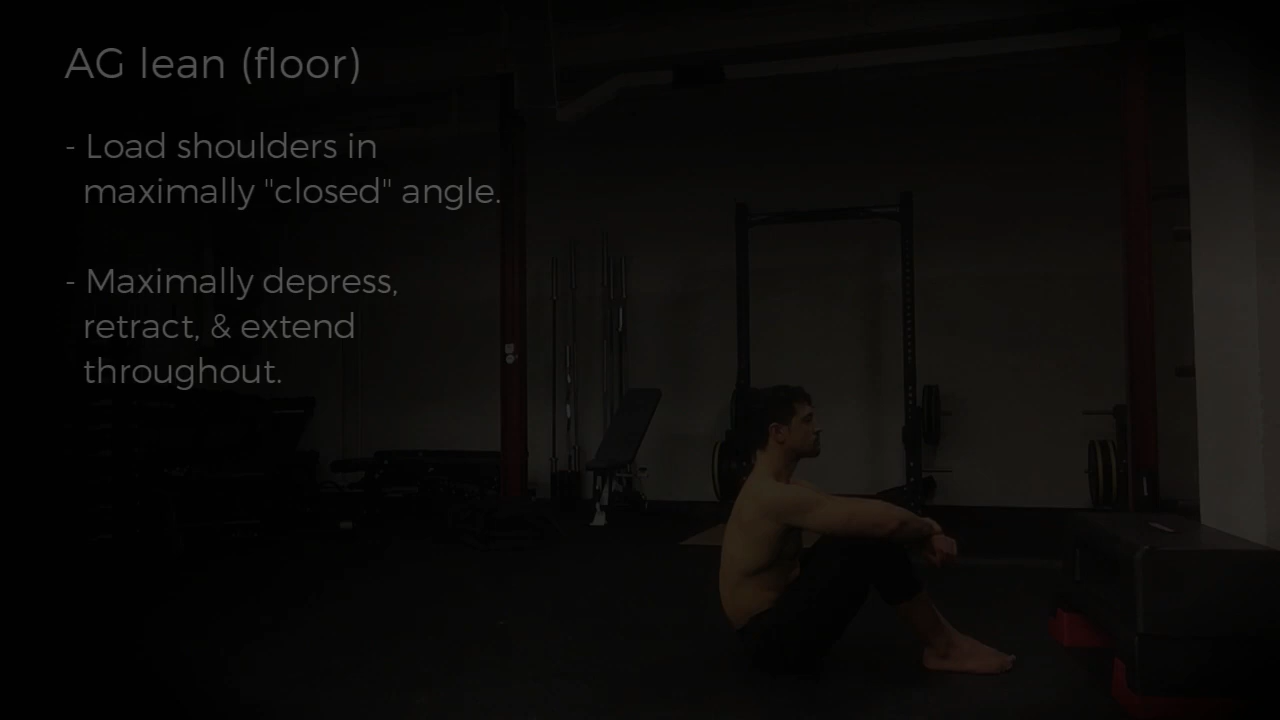 AG lean (floor)
- Load shoulders in
maximally "closed" angle.
- Maximally depress,
retract, & extend
throughout.